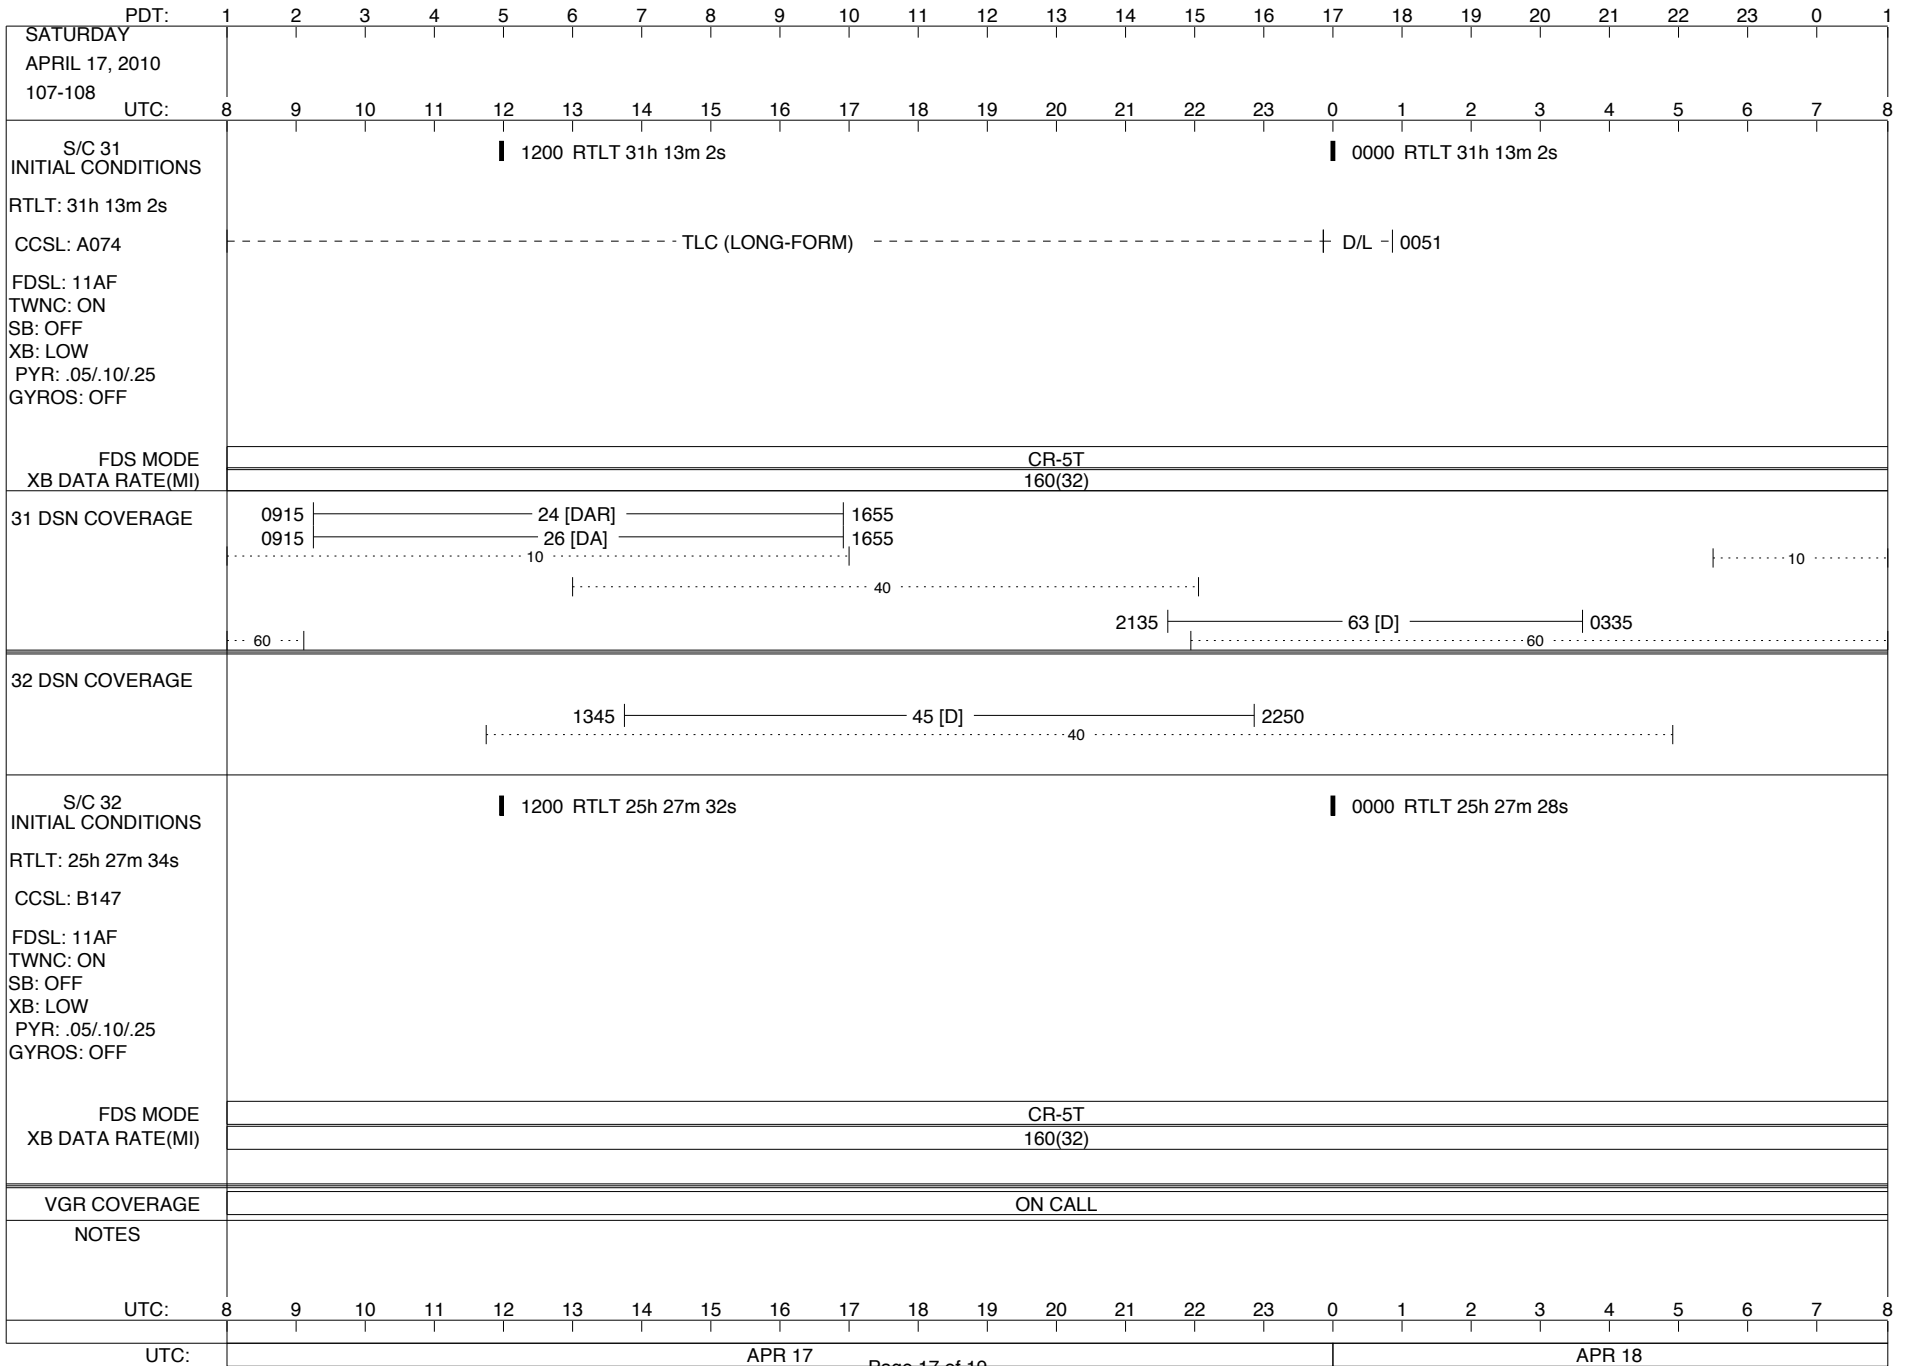 PDT: 1 2 3 4 5 6 7 8 9 10 11 12 13 14 15 16 17 18 19 20 21 22 23 0 1
SATURDAY
APRIL 17, 2010
107-108
UTC: 8 9 10 11 12 13 14 15 16 17 18 19 20 21 22 23 0 1 2 3 4 5 6 7 8
S/C 31
INITIAL CONDITIONS
1200 RTLT 31h 13m 2s
0000 RTLT 31h 13m 2s
RTLT: 31h 13m 2s
CCSL: A074
TLC (LONG-FORM)
D/L
0051
FDSL: 11AF
TWNC: ON
SB: OFF
XB: LOW
PYR: .05/.10/.25
GYROS: OFF
FDS MODE
CR-5T
XB DATA RATE(MI)
160(32)
31 DSN COVERAGE
0915 24 [DAR] 1655
0915 26 [DA] 1655
10
10
40
2135 63 [D] 0335
60
60
32 DSN COVERAGE
1345 45 [D] 2250
40
S/C 32
INITIAL CONDITIONS
1200 RTLT 25h 27m 32s
0000 RTLT 25h 27m 28s
RTLT: 25h 27m 34s
CCSL: B147
FDSL: 11AF
TWNC: ON
SB: OFF
XB: LOW
PYR: .05/.10/.25
GYROS: OFF
FDS MODE
CR-5T
XB DATA RATE(MI)
160(32)
VGR COVERAGE
ON CALL
NOTES
UTC: 8 9 10 11 12 13 14 15 16 17 18 19 20 21 22 23 0 1 2 3 4 5 6 7 8
UTC:
APR 17
APR 18
Page 17 of 19